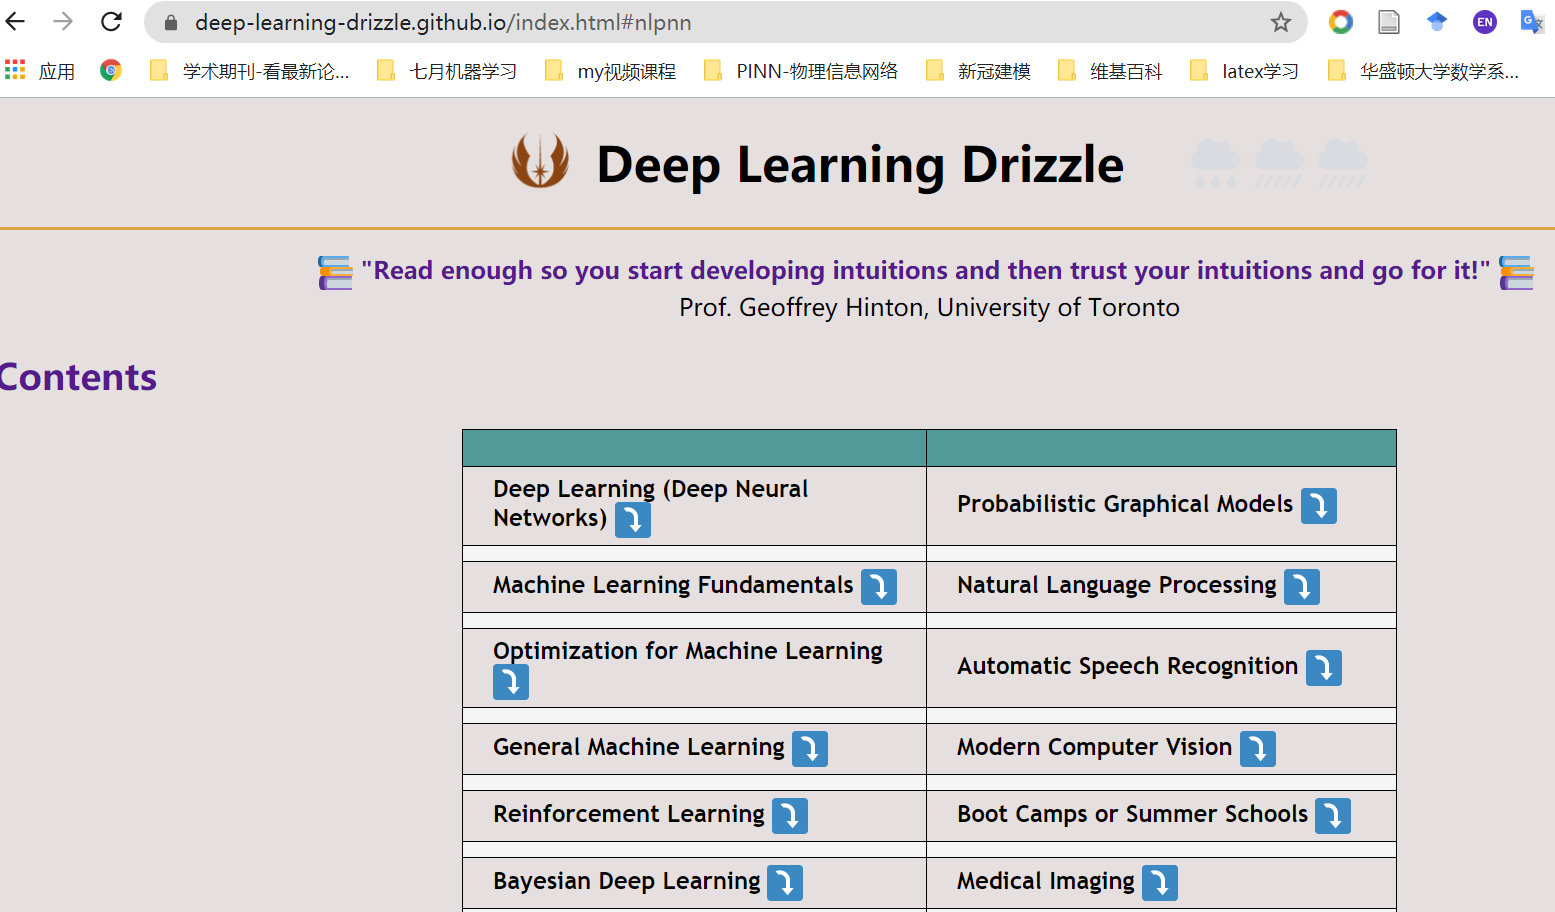 deep-learning-drizzle.github.io/index.html#nlpnn
EN
G
应用
学术期刊-看最新论...
七月机器学习
my视频课程
PINN-物理信息网络
新冠建模
维基百科
latex学习
华盛顿大学数学系...
Deep Learning Drizzle
"Read enough so you start developing intuitions and then trust your intuitions and go for it!"
Prof. Geoffrey Hinton, University of Toronto
Contents
Deep Learning (Deep Neural
Networks)
Probabilistic Graphical Models
Machine Learning Fundamentals
Natural Language Processing
Optimization for Machine Learning
Automatic Speech Recognition
General Machine Learning
Modern Computer Vision
Reinforcement Learning
Boot Camps or Summer Schools
Bayesian Deep Learning
Medical Imaging